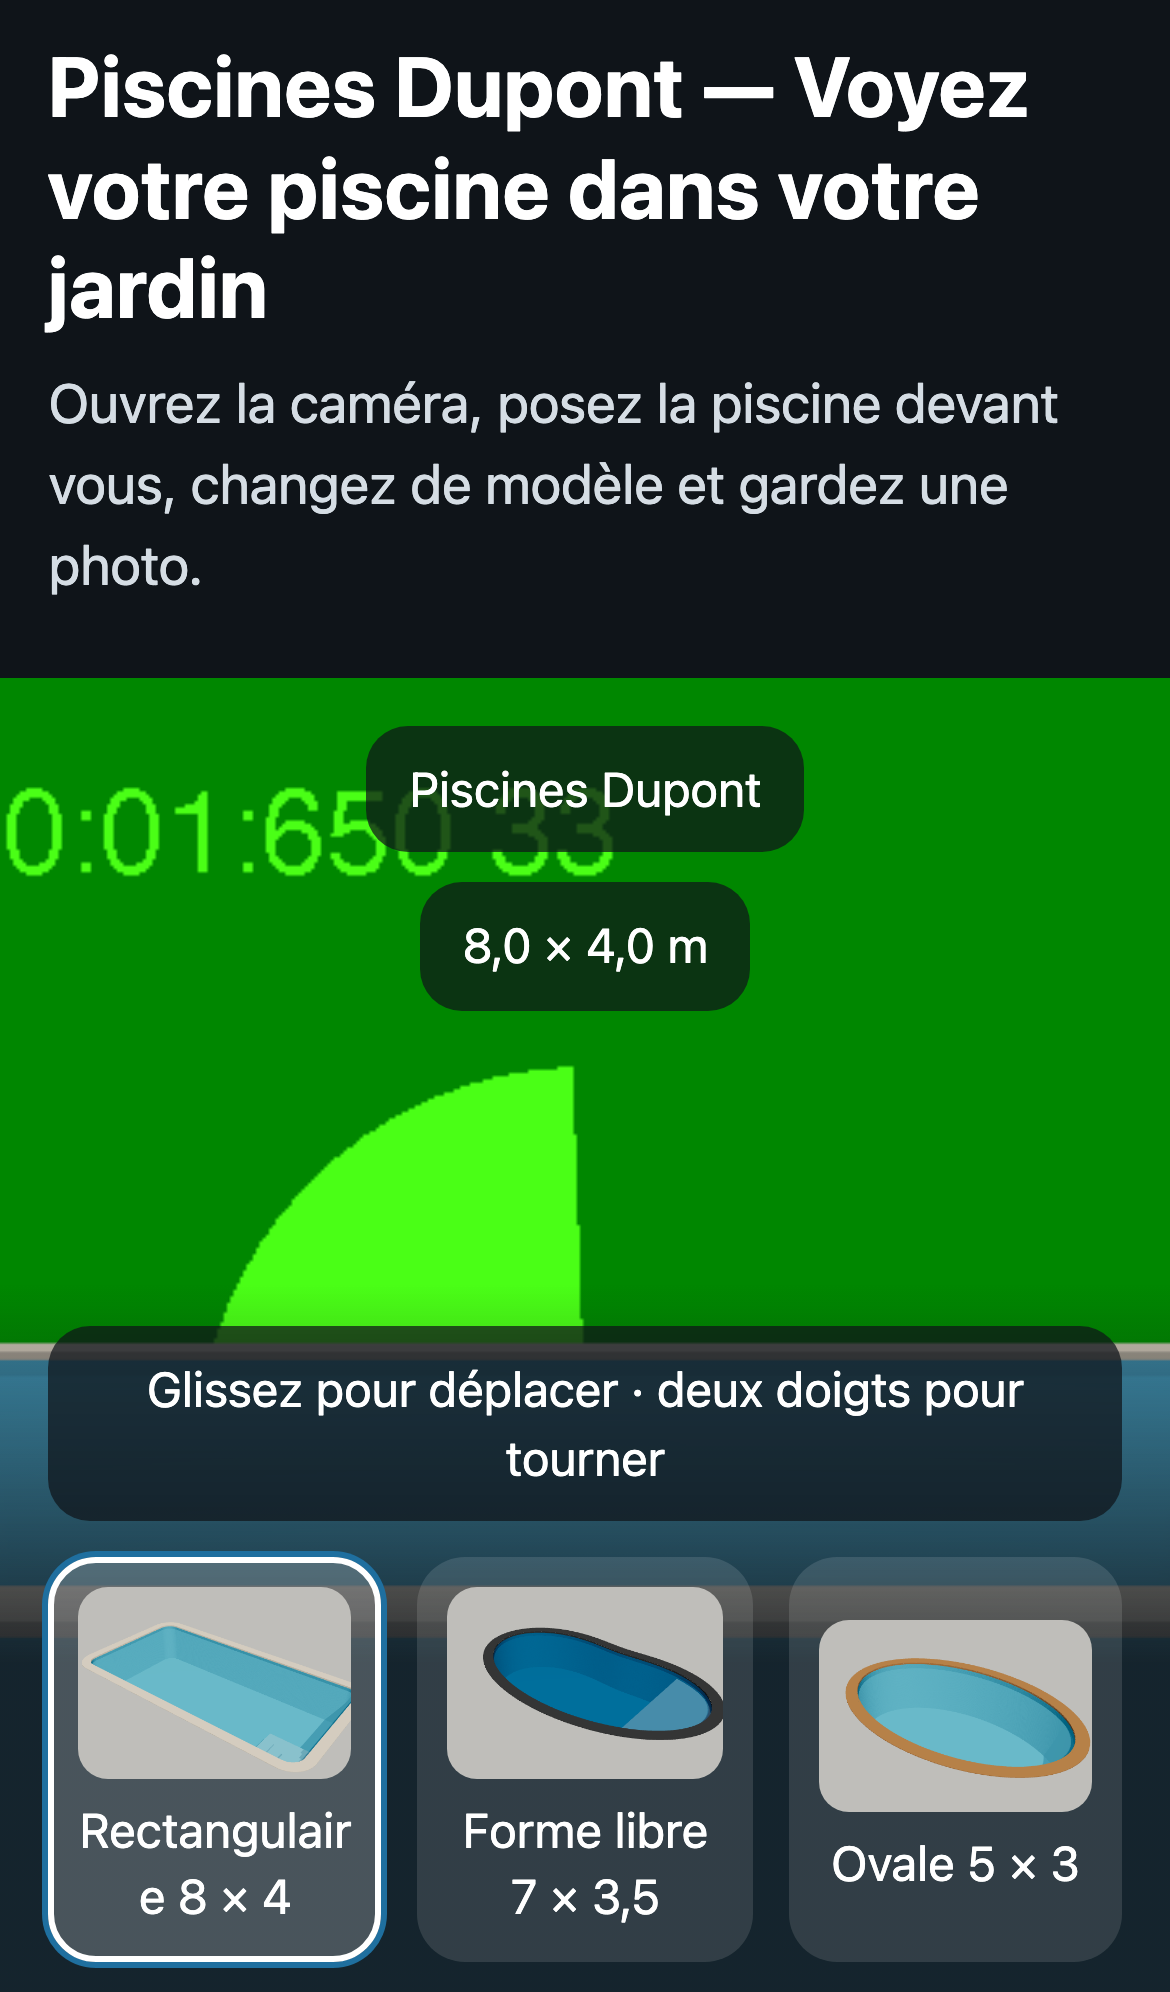 Piscines Dupont — Voyez
votre piscine dans votre
jardin
Ouvrez la caméra, posez la piscine devant
vous, changez de modèle et gardez une
photo.
Piscines Dupont
0:01:650 33
8,0 × 4,0 m
Glissez pour déplacer · deux doigts pour
tourner
Rectangulair
e 8 × 4
Forme libre
7 × 3,5
Ovale 5 × 3